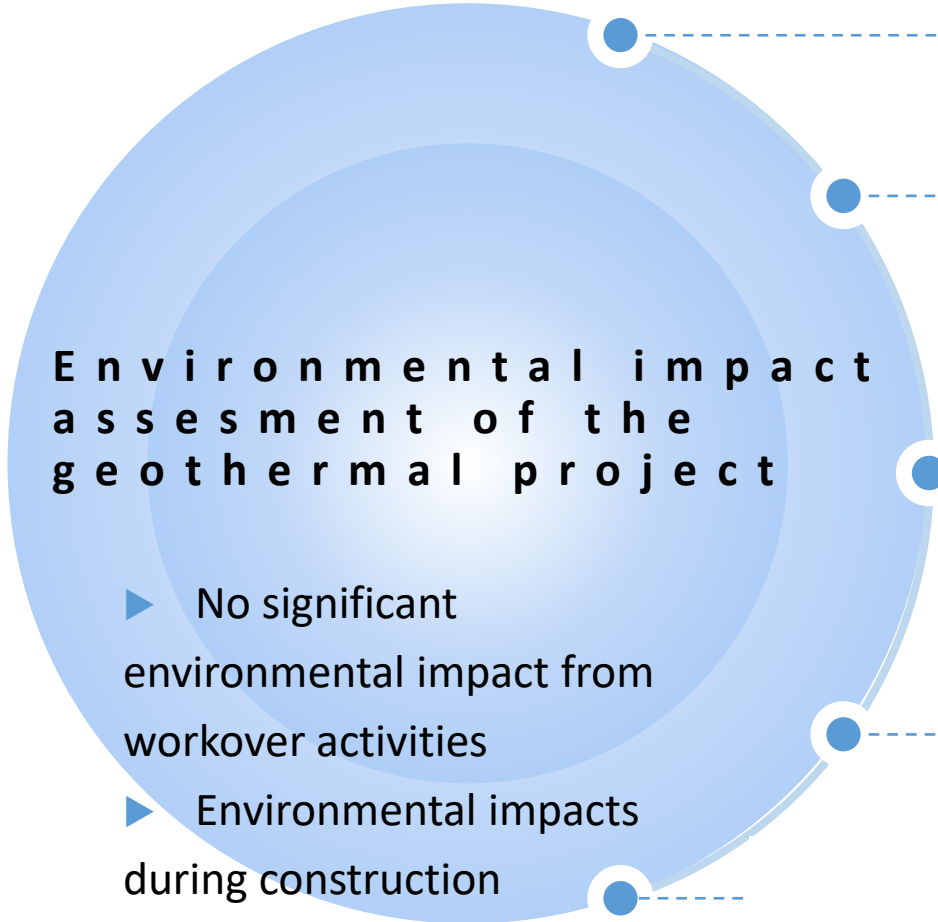 Environmental impact
assesment of the
geothermal project
▶ No significant
environmental impact from
workover activities
▶ Environmental impacts
during construction